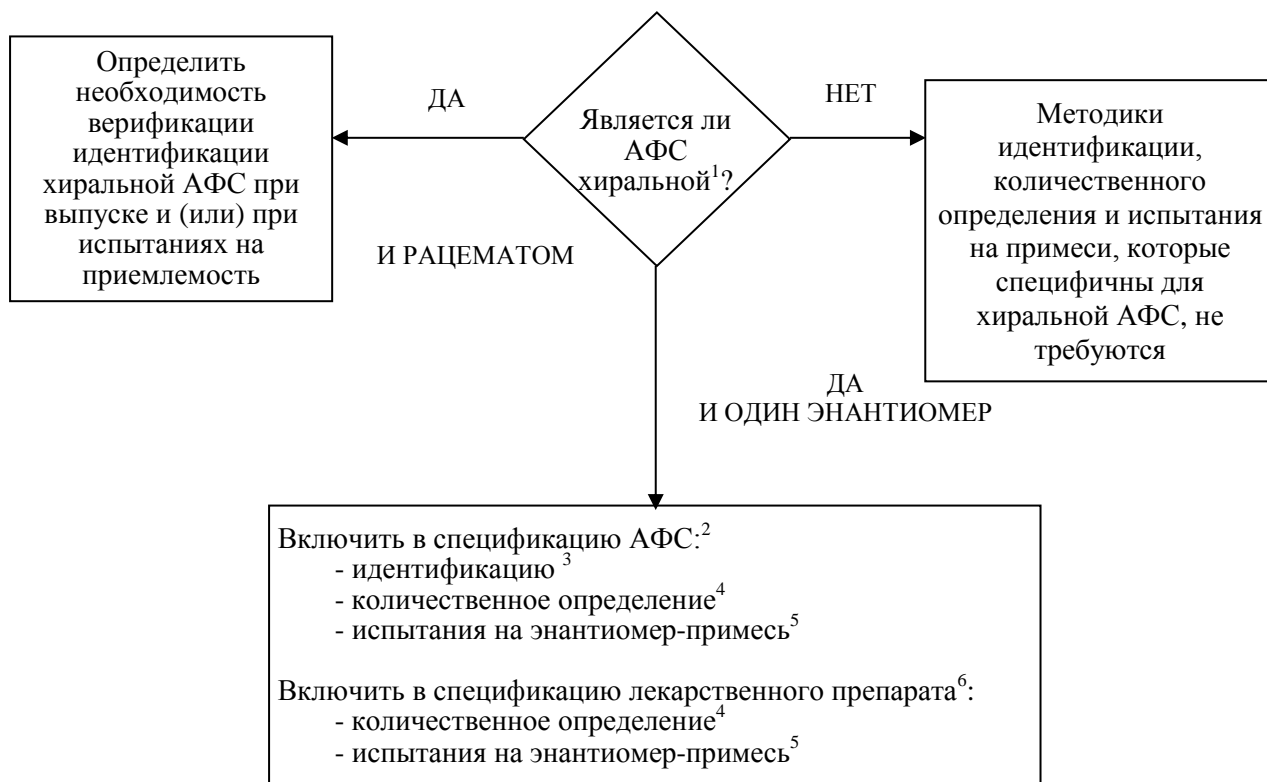 Определить
необходимость
верификации
идентификации
хиральной АФС при
выпуске и (или) при
испытаниях на
приемлемость
ДА
И РАЦЕМАТОМ
Является ли
АФС
хиральной¹?
НЕТ
Методики
идентификации,
количественного
определения и испытания
на примеси, которые
специфичны для
хиральной АФС, не
требуются
ДА
И ОДИН ЭНАНТИОМЕР
Включить в спецификацию АФС:²
- идентификацию ³
- количественное определение⁴
- испытания на энантиомер-примесь⁵
Включить в спецификацию лекарственного препарата⁶:
- количественное определение⁴
- испытания на энантиомер-примесь⁵